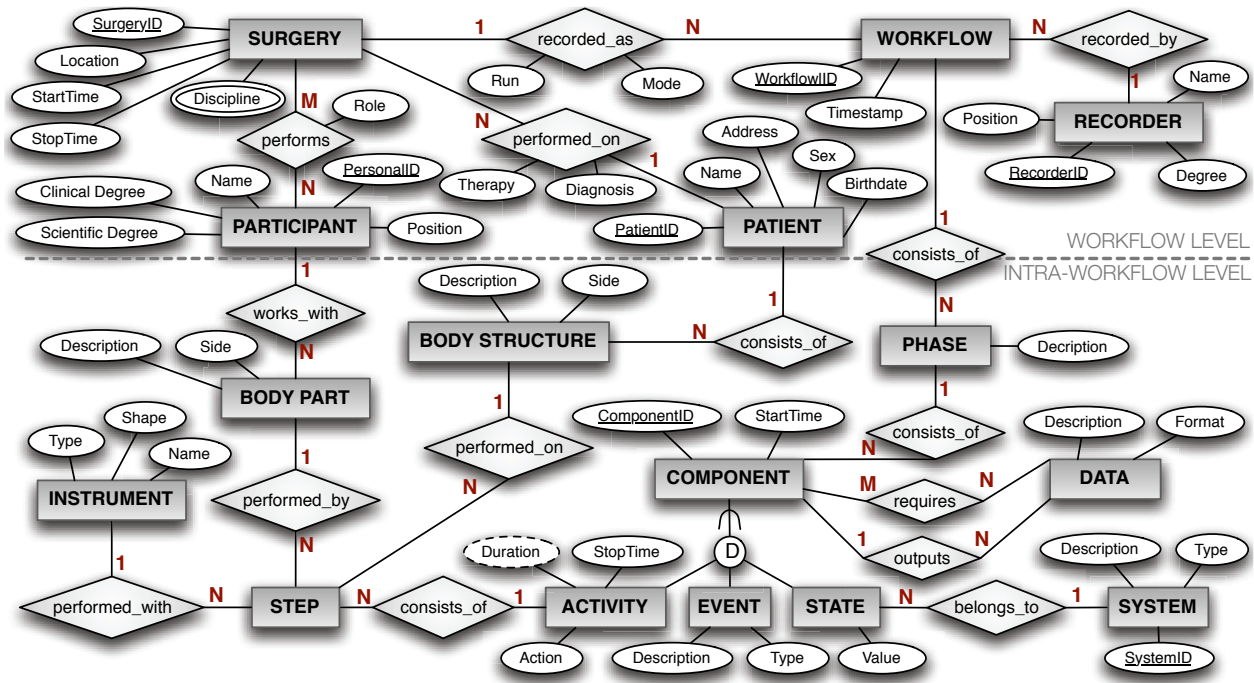 SurgeryID
SURGERY
1
recorded_as
N
WORKFLOW
N
recorded_by
Location
Run
Mode
WorkflowIID
Name
StartTime
Discipline
M
Role
Timestamp
1
StopTime
performs
N
performed_on
Address
Position
RECORDER
Clinical Degree
Name
N
PersonalID
Therapy
Diagnosis
1
Name
Sex
Birthdate
RecorderID
Degree
Scientific Degree
PARTICIPANT
Position
PatientID
PATIENT
1
WORKFLOW LEVEL
consists_of
INTRA-WORKFLOW LEVEL
1
works_with
Description
Side
1
N
Description
Side
N
BODY STRUCTURE
N
consists_of
PHASE
Decription
BODY PART
1
1
Shape
Type
Name
ComponentID
StartTime
consists_of
Description
Format
INSTRUMENT
1
performed_on
N
COMPONENT
M
N
DATA
performed_by
N
requires
1
N
1
N
Duration
StopTime
D
outputs
Description
Type
performed_with
N
STEP
N
consists_of
1
ACTIVITY
EVENT
STATE
N
belongs_to
1
SYSTEM
Action
Description
Type
Value
SystemID